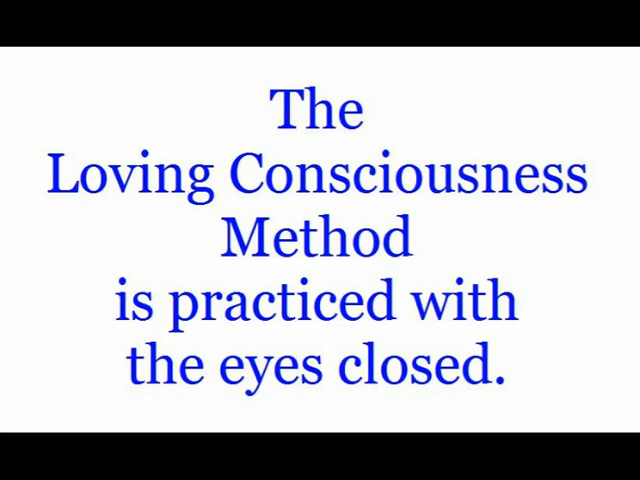 The
Loving Consciousness
Method
is practiced with
the eyes closed.